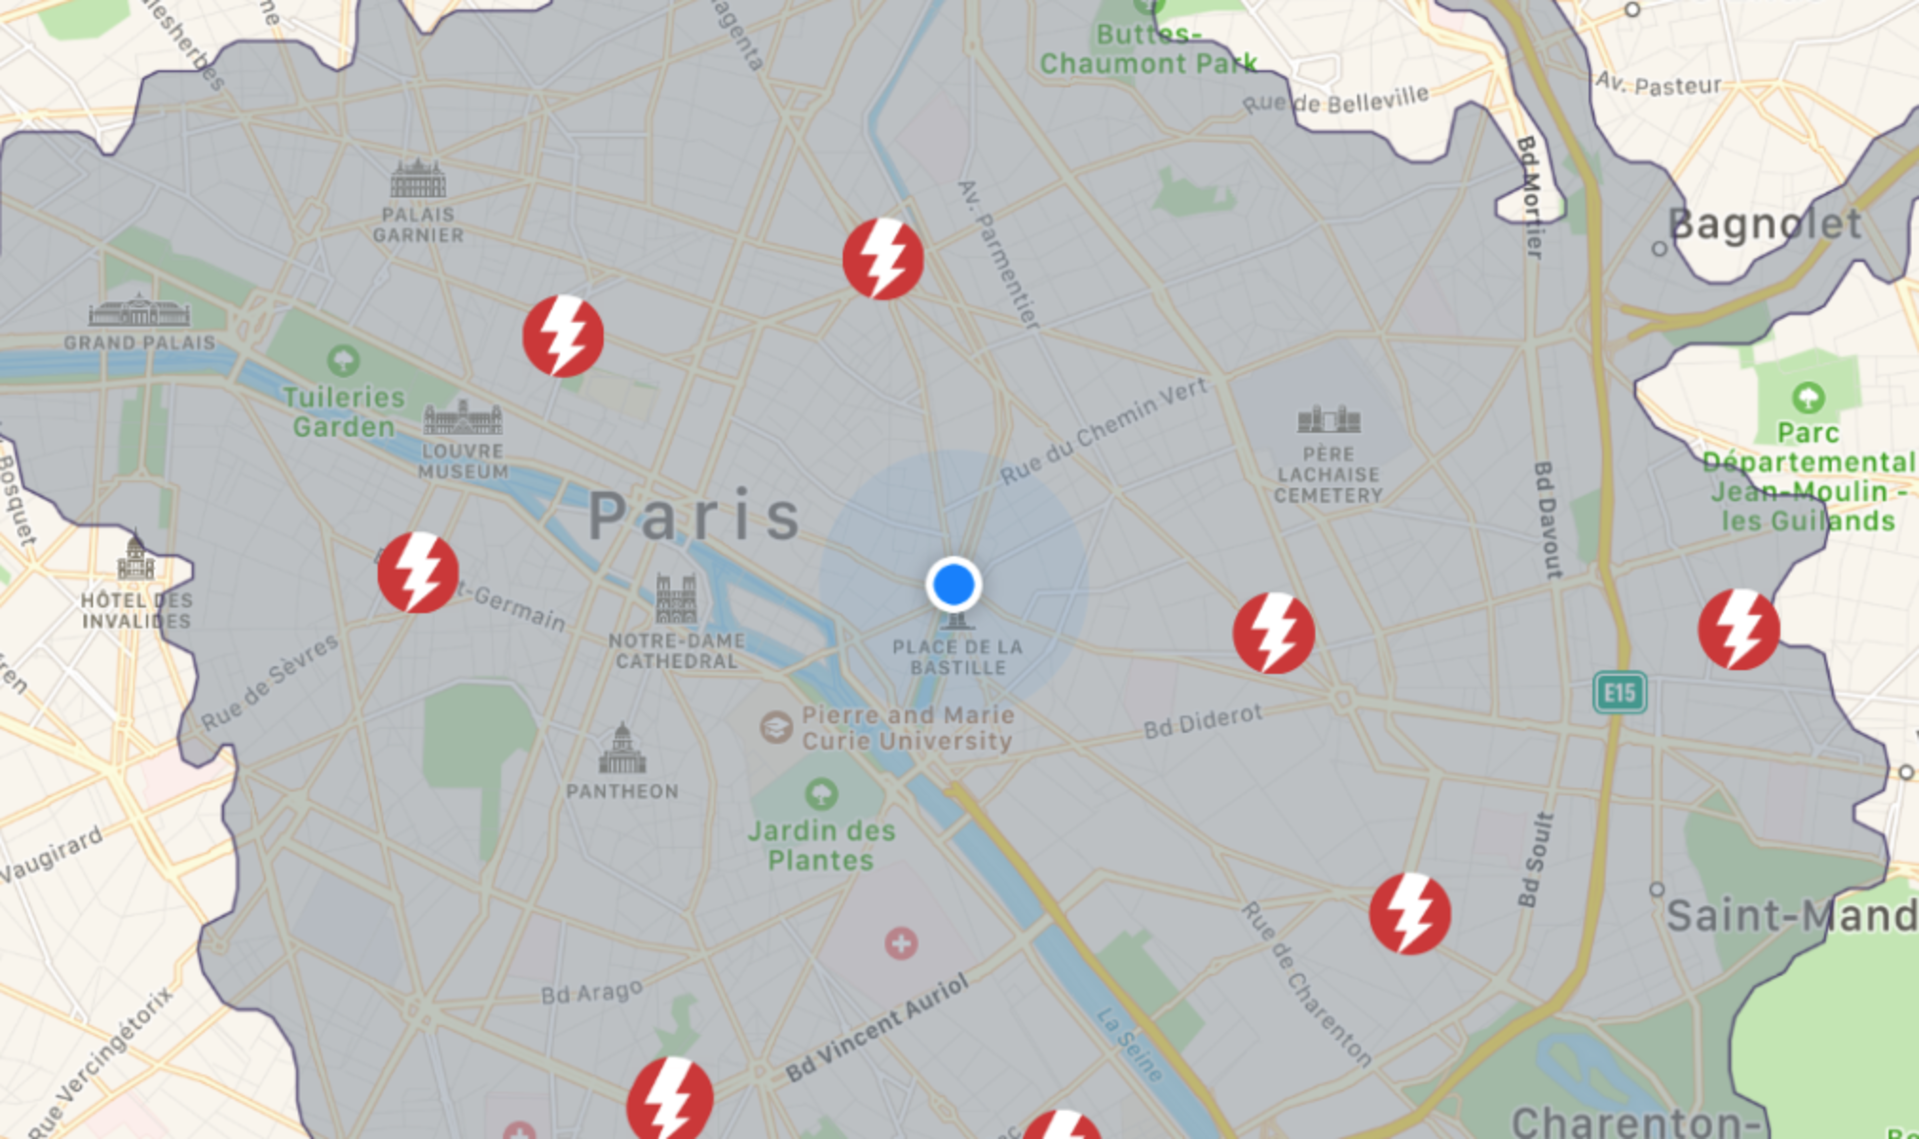 Buttes-
Chaumont Park
Rue de Belleville
Av. Pasteur
Bd Mortier
PALAIS
GARNIER
Av. Parmentier
Bagnolet
GRAND PALAIS
Tuileries
Garden
LOUVRE
MUSEUM
Rue du Chemin Vert
PÈRE
LACHAISE
CEMETERY
Parc
Départemental
Jean-Moulin -
les Guilands
Bosquet
Paris
Bd Davout
HÔTEL DES
INVALIDES
t-Germain
NOTRE-DAME
CATHEDRAL
PLACE DE LA
BASTILLE
Rue de Sèvres
E15
Pierre and Marie
Curie University
Bd Diderot
PANTHEON
Jardin des
Plantes
Vaugirard
Bd Soult
Saint-Mand
Rue de Charenton
Bd Arago
Bd Vincent Auriol
La Seine
Rue Vercingétorix
Charenton-